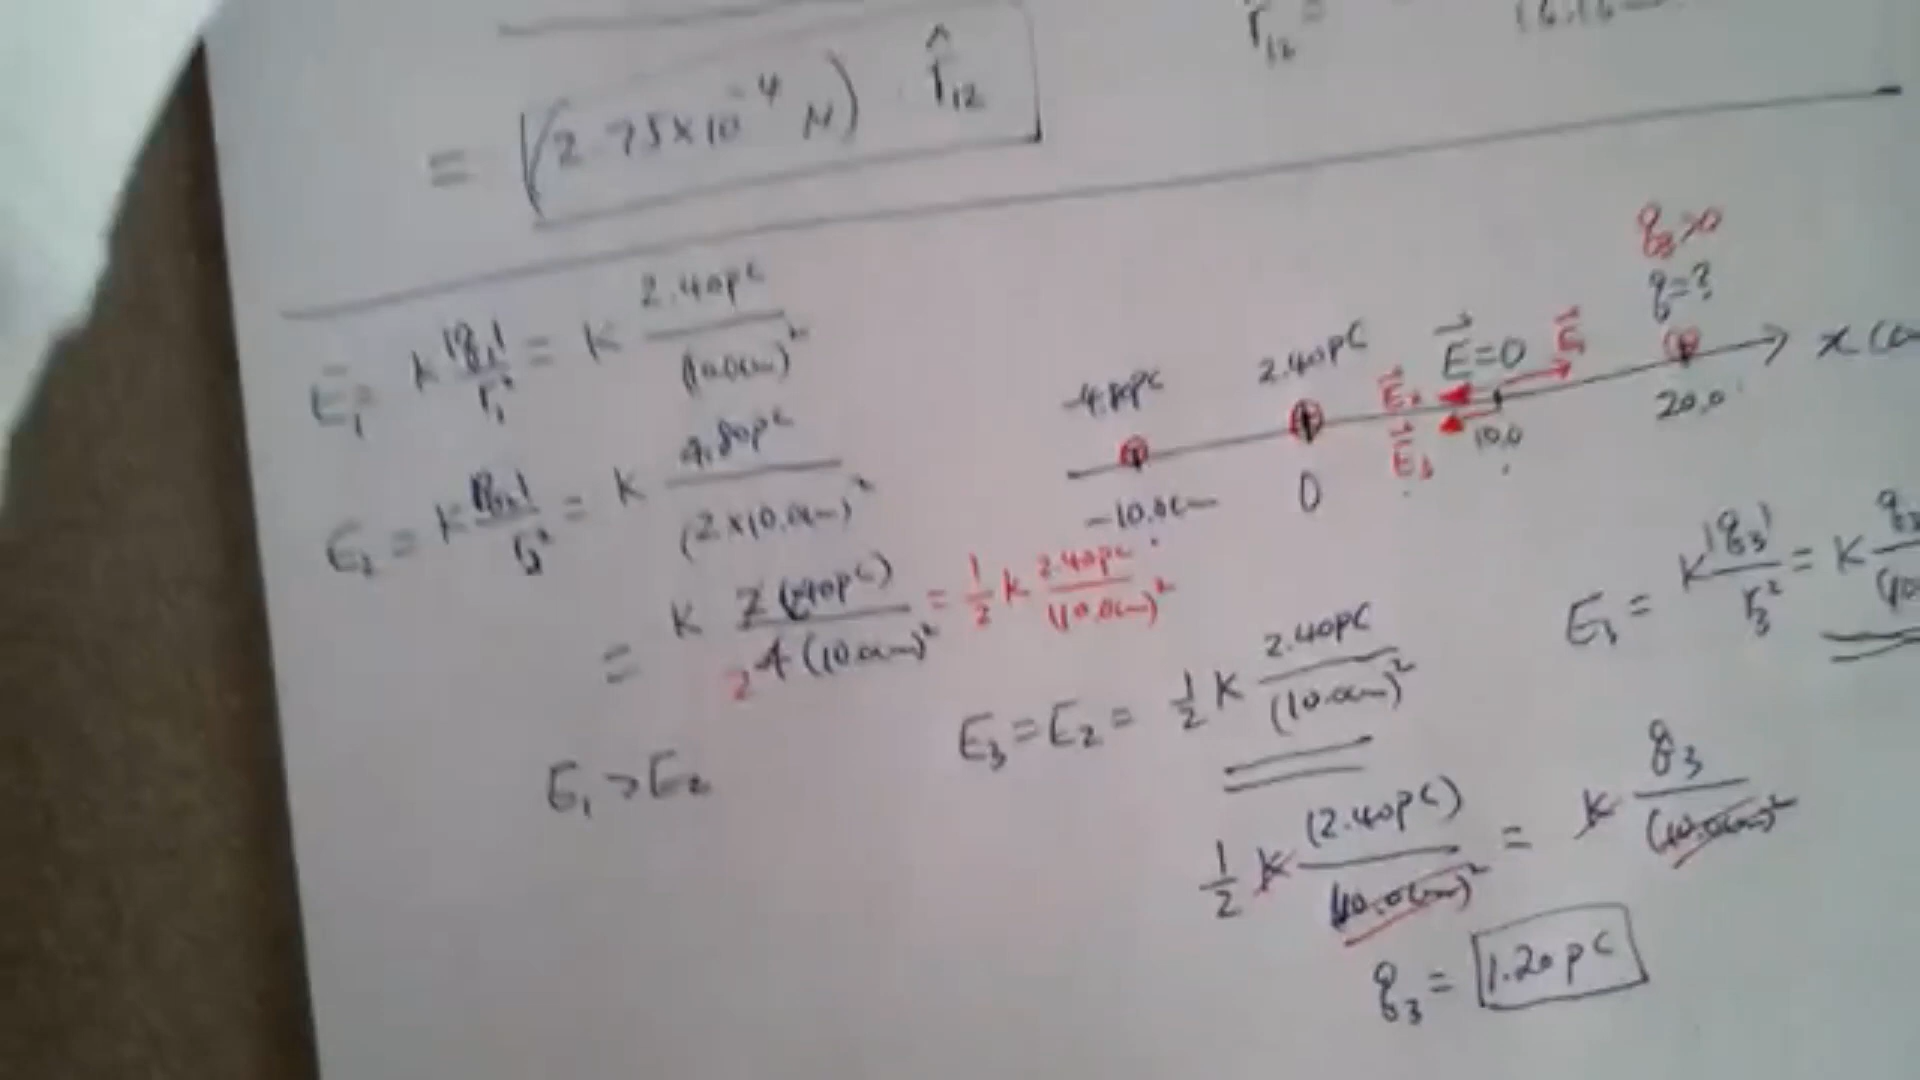 = (2.75×10⁻⁴ N) · r̂₁₂
r₁₂ =
E₁ = K |q₁|/r₁² = K 2.40pC/(10.0cm)²
E₂ = K |q₂|/r₂² = K 4.80pC/(2×10.0cm)²
= K 2(2.40pC)/4(10.0cm)² = 1/2 K 2.40pC/(10.0cm)²
2
E₁ > E₂
q₃>0
q=?
-4.80pC 2.40pC E⃗=0 E⃗₁
E⃗₂
E⃗₃
x (c
-10.0cm 0 10.0 20.0
E₃ = K |q₃|/r₃² = K q₃/(10
E₃ = E₂ = 1/2 K 2.40pC/(10.0cm)²
1/2 K (2.40pC)/(10.0cm)² = K q₃/(10.0cm)²
q₃ = 1.20pC